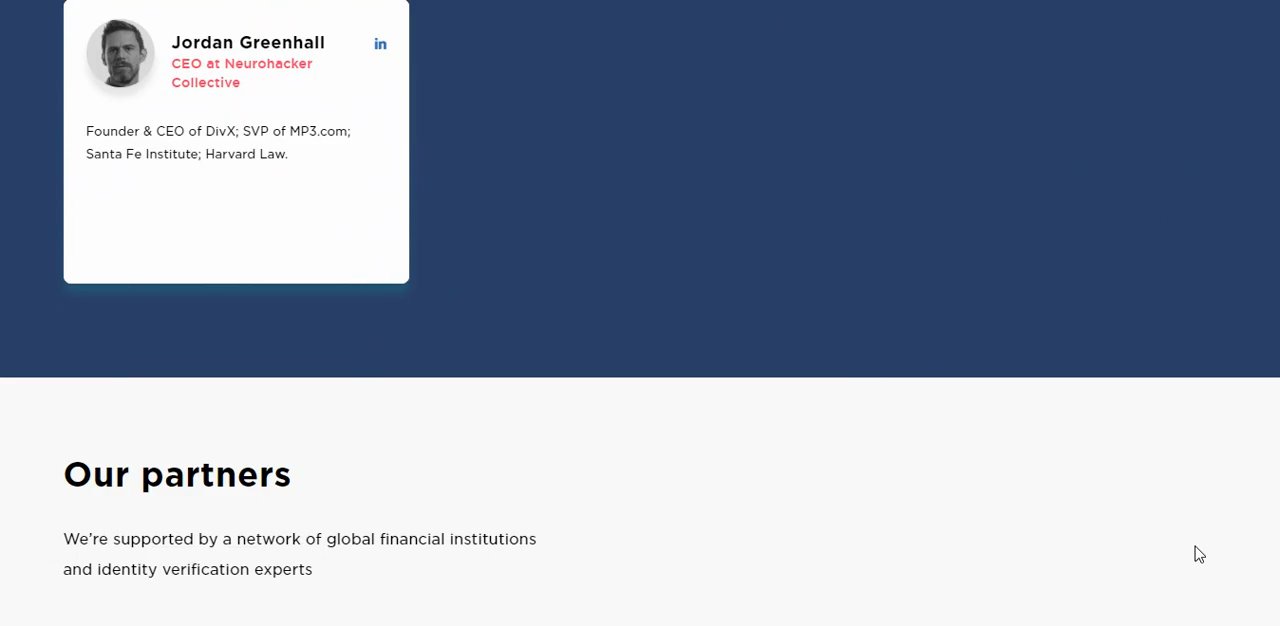 Jordan Greenhall
in
CEO at Neurohacker
Collective
Founder & CEO of DivX; SVP of MP3.com;
Santa Fe Institute; Harvard Law.
Our partners
We’re supported by a network of global financial institutions
and identity verification experts